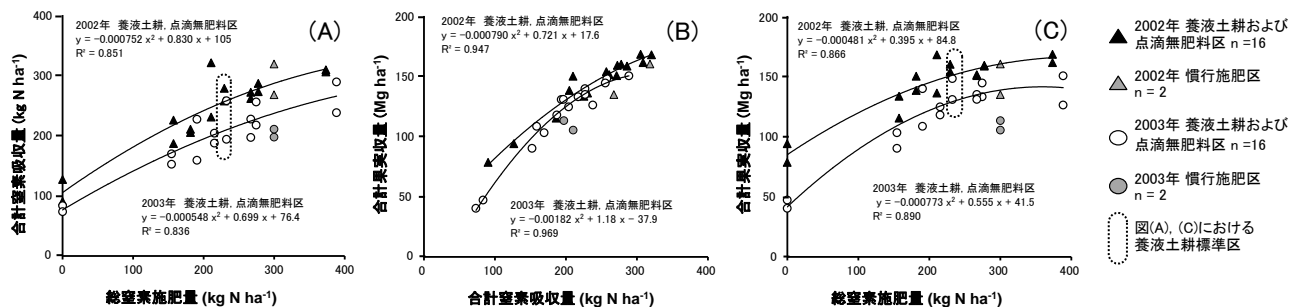 2002年 養液土耕, 点滴無肥料区
y = −0.000752 x² + 0.830 x + 105
R² = 0.851
(A)
2003年 養液土耕, 点滴無肥料区
y = −0.000548 x² + 0.699 x + 76.4
R² = 0.836
合計窒素吸収量 (kg N ha⁻¹)
400
300
200
100
0
0
100
200
300
400
総窒素施肥量 (kg N ha⁻¹)
2002年 養液土耕, 点滴無肥料区
y = −0.000790 x² + 0.721 x + 17.6
R² = 0.947
(B)
2003年 養液土耕, 点滴無肥料区
y = −0.00182 x² + 1.18 x − 37.9
R² = 0.969
合計果実収量 (Mg ha⁻¹)
200
150
100
50
0
0
100
200
300
400
合計窒素吸収量 (kg N ha⁻¹)
2002年 養液土耕, 点滴無肥料区
y = −0.000481 x² + 0.395 x + 84.8
R² = 0.866
(C)
2003年 養液土耕, 点滴無肥料区
y = −0.000773 x² + 0.555 x + 41.5
R² = 0.890
合計果実収量 (Mg ha⁻¹)
200
150
100
50
0
0
100
200
300
400
総窒素施肥量 (kg N ha⁻¹)
2002年 養液土耕および
点滴無肥料区 n =16
2002年 慣行施肥区
n = 2
2003年 養液土耕および
点滴無肥料区 n =16
2003年 慣行施肥区
n = 2
図(A), (C)における
養液土耕標準区